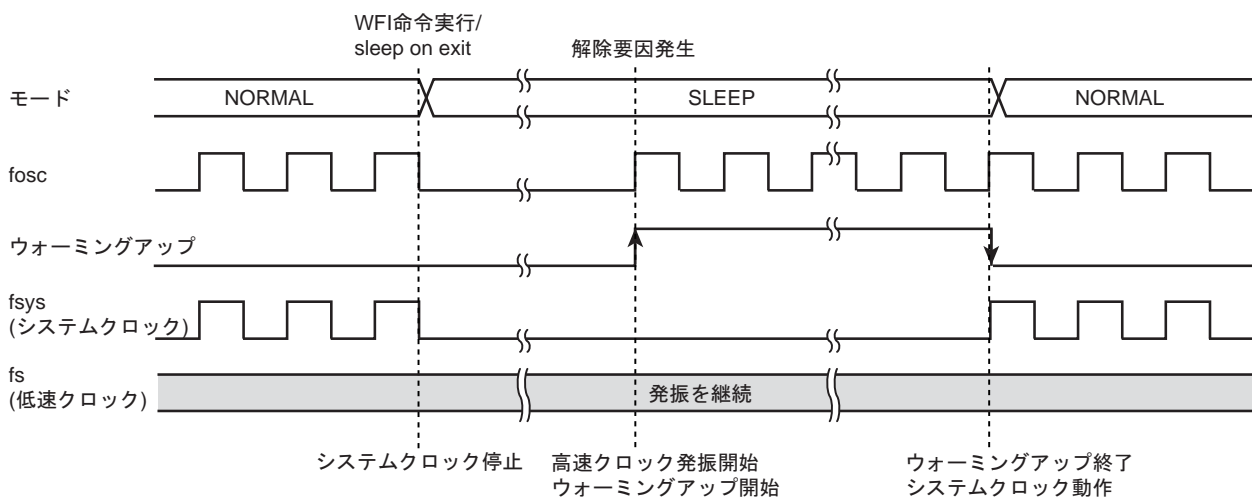 WFI命令実行/
sleep on exit
解除要因発生
モード
NORMAL
SLEEP
NORMAL
fosc
ウォーミングアップ
fsys
(システムクロック)
fs
(低速クロック)
発振を継続
システムクロック停止
高速クロック発振開始
ウォーミングアップ開始
ウォーミングアップ終了
システムクロック動作